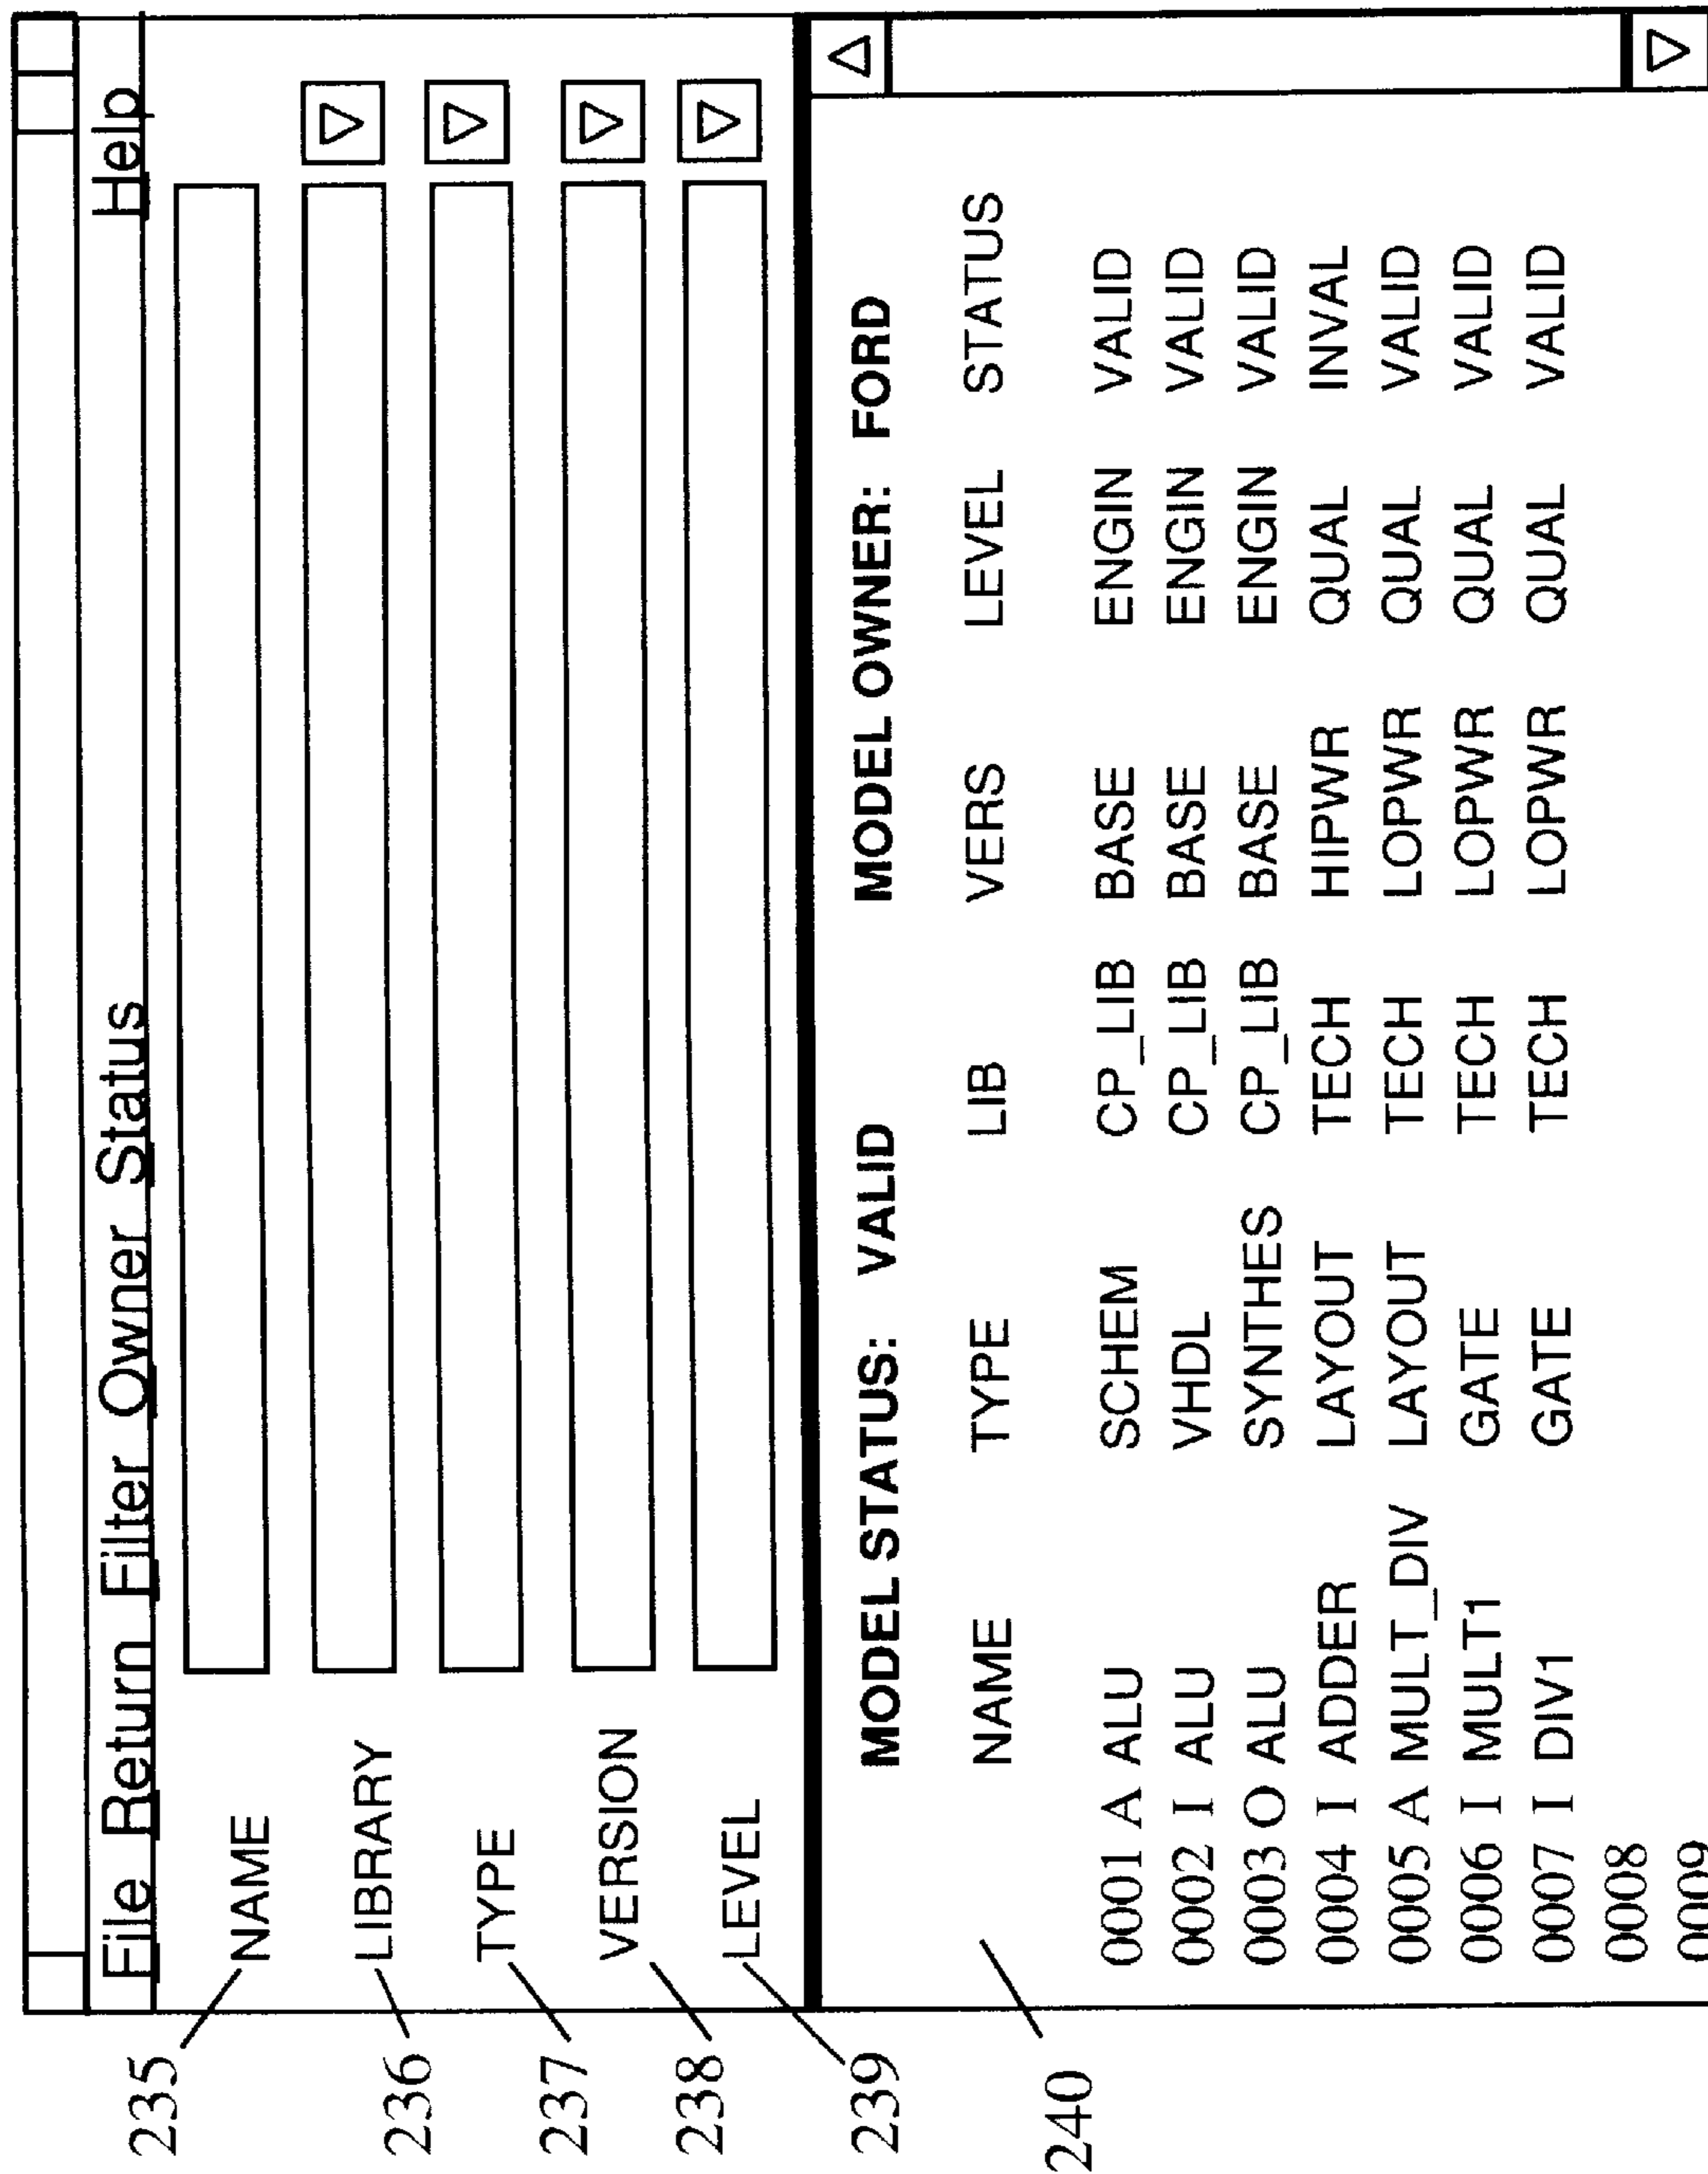 File Return Filter Owner Status Help
235 NAME
236 LIBRARY
237 TYPE
238 VERSION
239 LEVEL
MODEL STATUS: VALID MODEL OWNER: FORD
240 NAME TYPE LIB VERS LEVEL STATUS
0001 A ALU SCHEM CP_LIB BASE ENGIN VALID
0002 I ALU VHDL CP_LIB BASE ENGIN VALID
0003 O ALU SYNTHES CP_LIB BASE ENGIN VALID
0004 I ADDER LAYOUT TECH HIPWR QUAL INVAL
0005 A MULT_DIV LAYOUT TECH LOPWR QUAL VALID
0006 I MULT1 GATE TECH LOPWR QUAL VALID
0007 I DIV1 GATE TECH LOPWR QUAL VALID
0008
0009